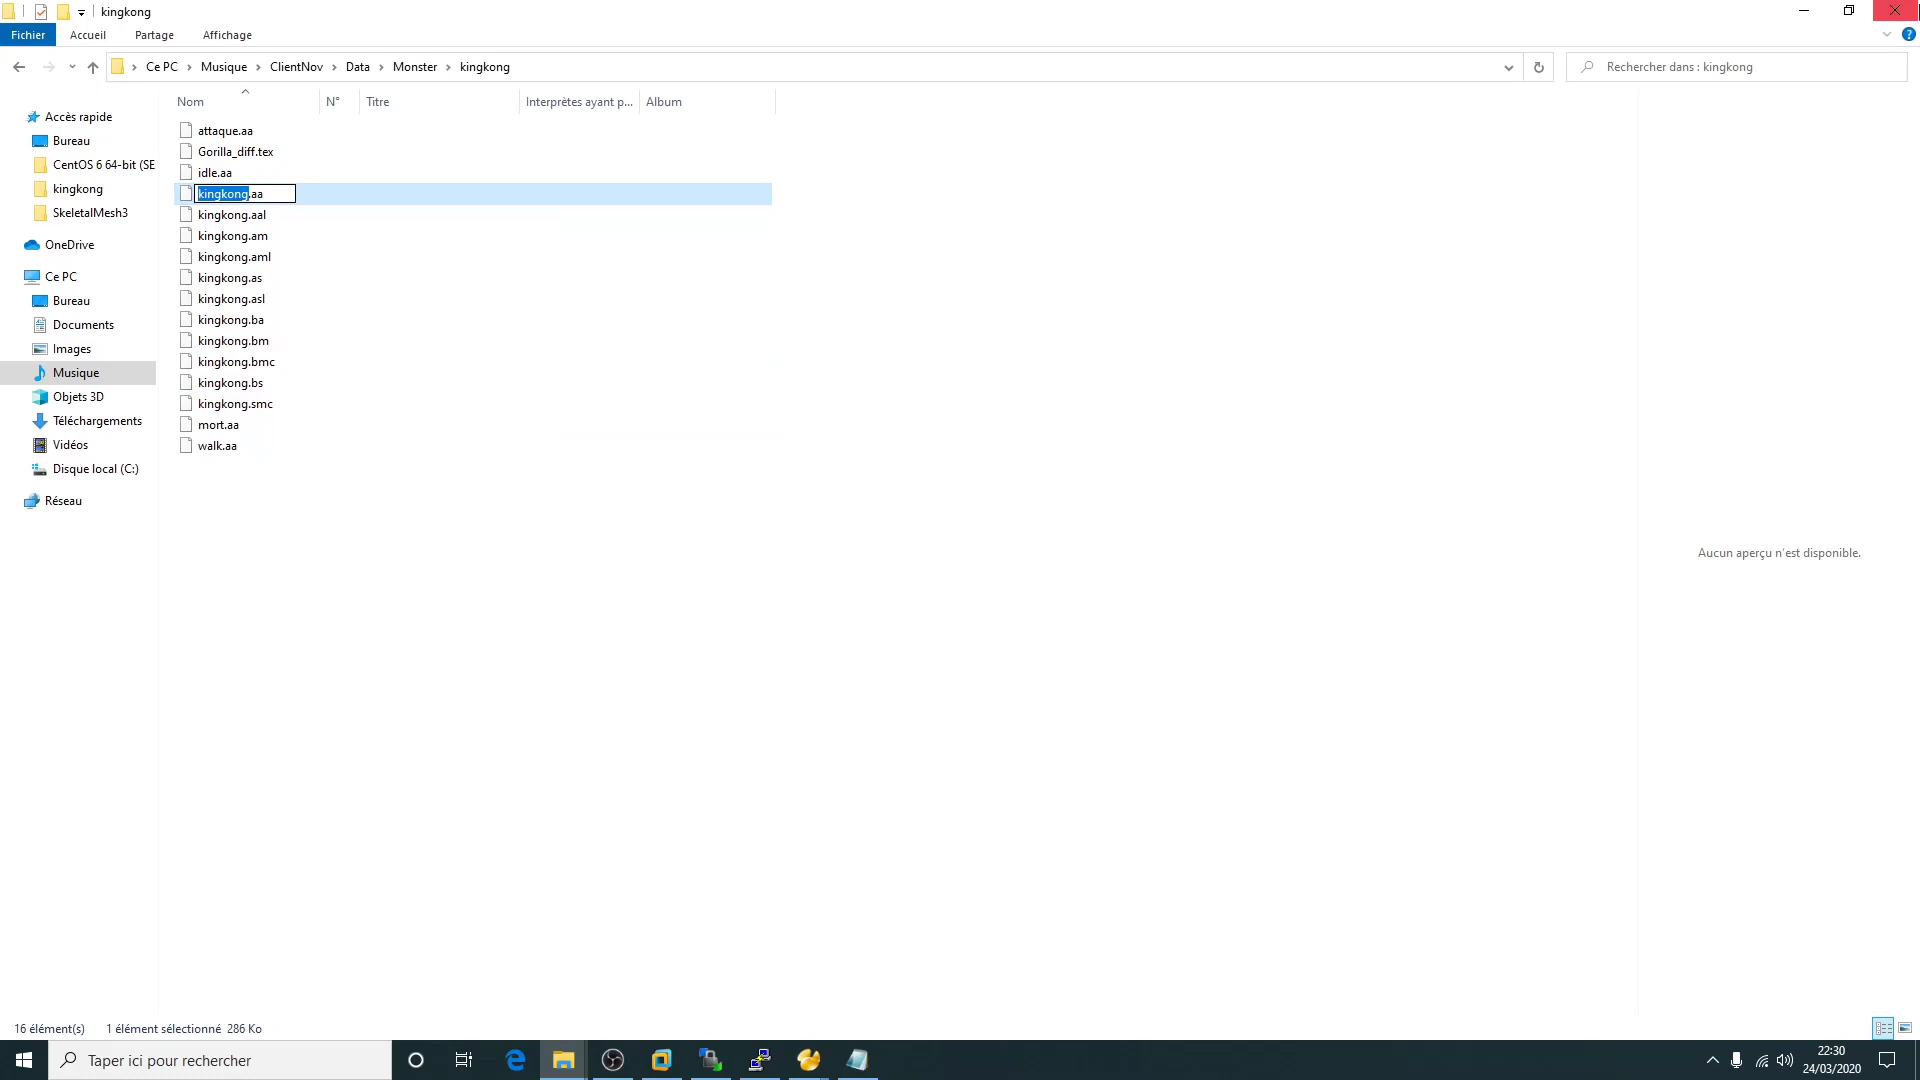 kingkong
Fichier
Accueil
Partage
Affichage
Ce PC
Musique
ClientNov
Data
Monster
kingkong
Rechercher dans : kingkong
Nom
N°
Titre
Interprètes ayant p...
Album
Accès rapide
Bureau
CentOS 6 64-bit (SE
kingkong
SkeletalMesh3
OneDrive
Ce PC
Bureau
Documents
Images
Musique
Objets 3D
Téléchargements
Vidéos
Disque local (C:)
Réseau
attaque.aa
Gorilla_diff.tex
idle.aa
kingkong.aa
kingkong.aal
kingkong.am
kingkong.aml
kingkong.as
kingkong.asl
kingkong.ba
kingkong.bm
kingkong.bmc
kingkong.bs
kingkong.smc
mort.aa
walk.aa
Aucun aperçu n'est disponible.
16 élément(s)
1 élément sélectionné 286 Ko
Taper ici pour rechercher
22:30
24/03/2020